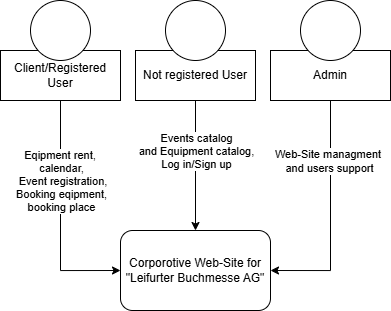 Client/Registered
User
Not registered User
Admin
Eqipment rent,
calendar,
Event registration,
Booking eqipment,
booking place
Events catalog
and Equipment catalog,
Log in/Sign up
Web-Site managment
and users support
Corporotive Web-Site for
"Leifurter Buchmesse AG"